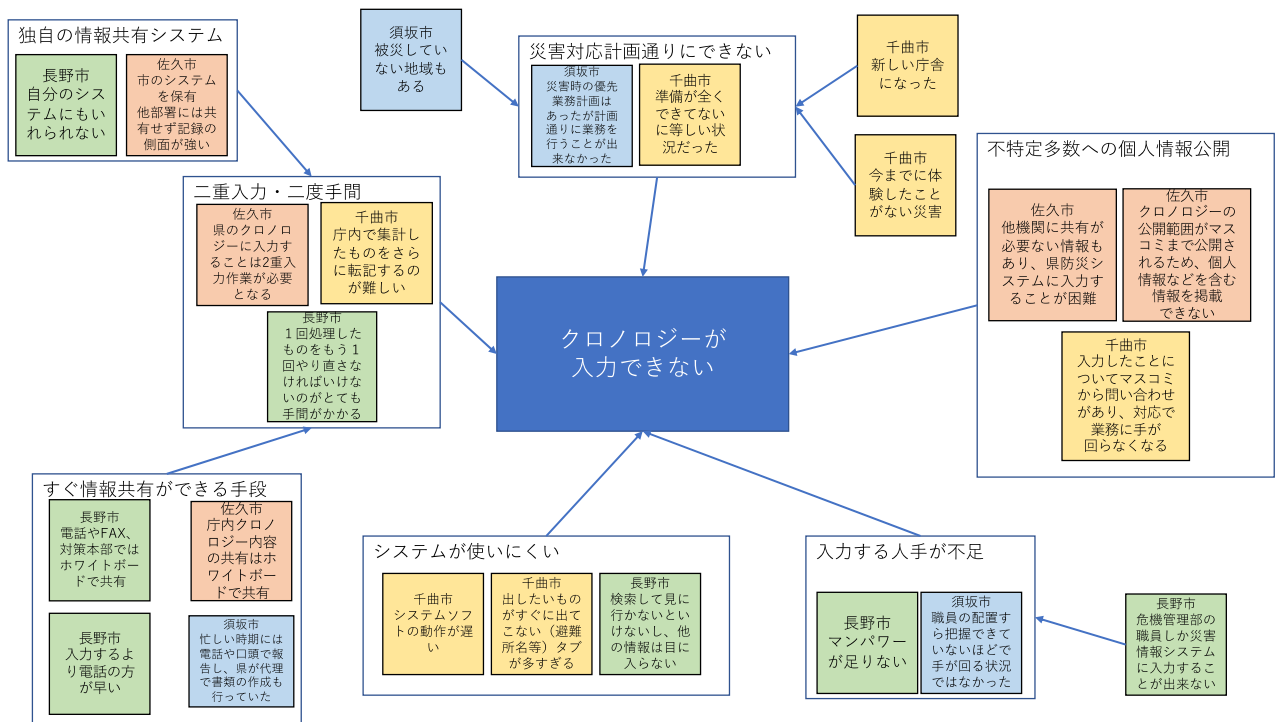 独自の情報共有システム
長野市
自分のシス
テムにもい
れられない
佐久市
市のシステム
を保有
他部署には共
有せず記録の
側面が強い
須坂市
被災してい
ない地域も
ある
災害対応計画通りにできない
須坂市
災害時の優先
業務計画は
あったが計画
通りに業務を
行うことが出
来なかった
千曲市
準備が全く
できてない
に等しい状
況だった
千曲市
新しい庁舎
になった
千曲市
今までに体
験したこと
がない災害
二重入力・二度手間
佐久市
県のクロノロ
ジーに入力す
ることは2重入
力作業が必要
となる
千曲市
庁内で集計し
たものをさら
に転記するの
が難しい
長野市
１回処理した
ものをもう１
回やり直さな
ければいけな
いのがとても
手間がかかる
クロノロジーが
入力できない
不特定多数への個人情報公開
佐久市
他機関に共有が
必要ない情報も
あり、県防災シ
ステムに入力す
ることが困難
佐久市
クロノロジーの
公開範囲がマス
コミまで公開さ
れるため、個人
情報などを含む
情報を掲載
できない
千曲市
入力したことに
ついてマスコミ
から問い合わせ
があり、対応で
業務に手が
回らなくなる
すぐ情報共有ができる手段
長野市
電話やFAX、
対策本部では
ホワイトボー
ドで共有
佐久市
庁内クロノ
ロジー内容
の共有はホ
ワイトボー
ドで共有
長野市
入力するよ
り電話の方
が早い
須坂市
忙しい時期には
電話や口頭で報
告し、県が代理
で書類の作成も
行っていた
システムが使いにくい
千曲市
システムソフ
トの動作が遅
い
千曲市
出したいもの
がすぐに出て
こない（避難
所名等）タブ
が多すぎる
長野市
検索して見に
行かないとい
けないし、他
の情報は目に
入らない
入力する人手が不足
長野市
マンパワー
が足りない
須坂市
職員の配置す
ら把握できて
いないほどで
手が回る状況
ではなかった
長野市
危機管理部の
職員しか災害
情報システム
に入力するこ
とが出来ない